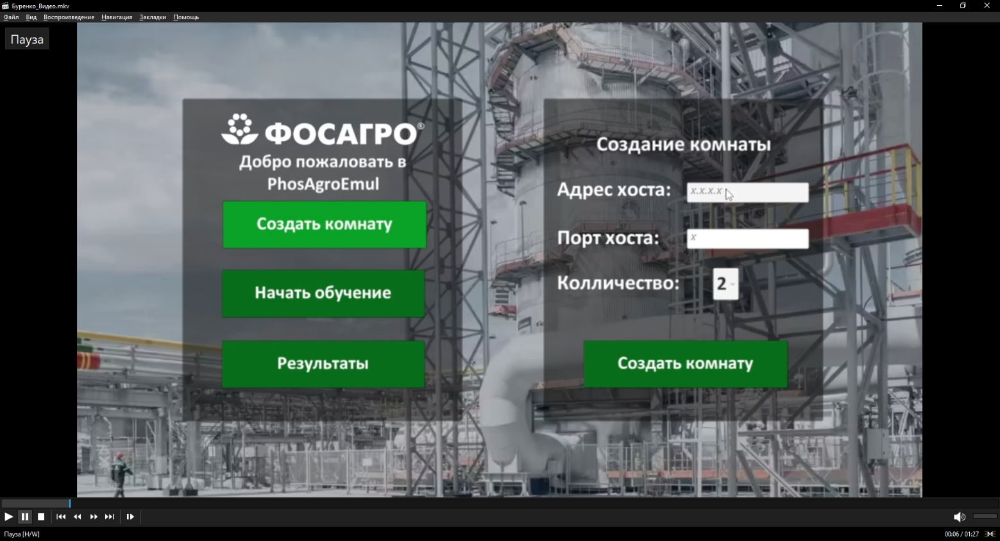 Буренко_Видео.mkv
Файл Вид Воспроизведение Навигация Закладки Помощь
Пауза
ФОСАГРО®
Добро пожаловать в
PhosAgroEmul
Создать комнату
Начать обучение
Результаты
Создание комнаты
Адрес хоста: x.x.x.x
Порт хоста: x
Колличество: 2
Создать комнату
Пауза [H/W]
00:06 / 01:27